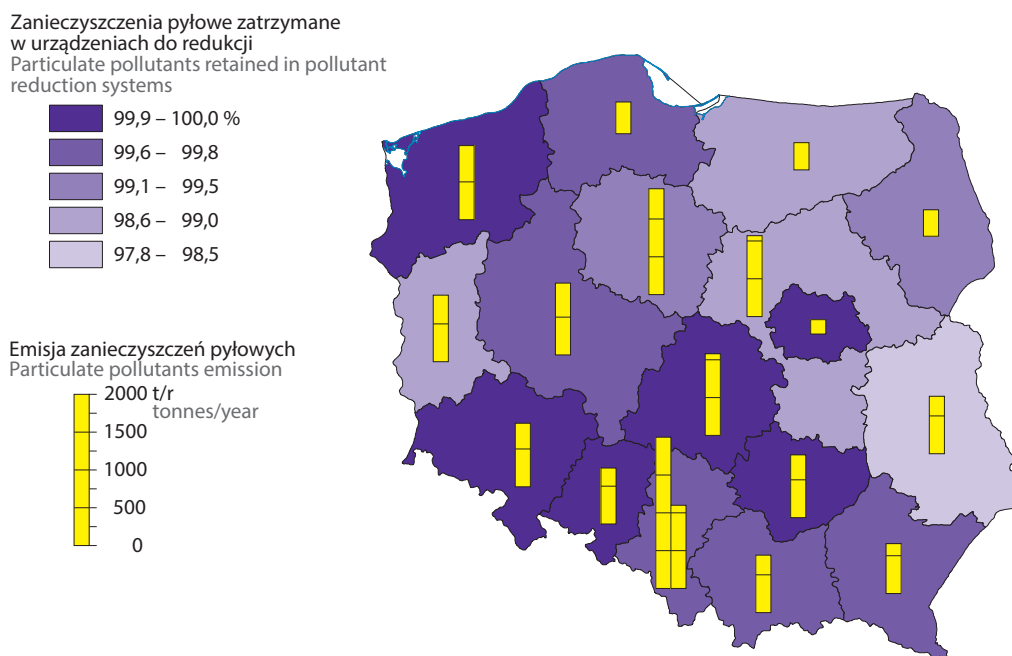 Zanieczyszczenia pyłowe zatrzymane
w urządzeniach do redukcji
Particulate pollutants retained in pollutant
reduction systems
99,9 – 100,0 %
99,6 – 99,8
99,1 – 99,5
98,6 – 99,0
97,8 – 98,5
Emisja zanieczyszczeń pyłowych
Particulate pollutants emission
2000 t/r
tonnes/year
1500
1000
500
0